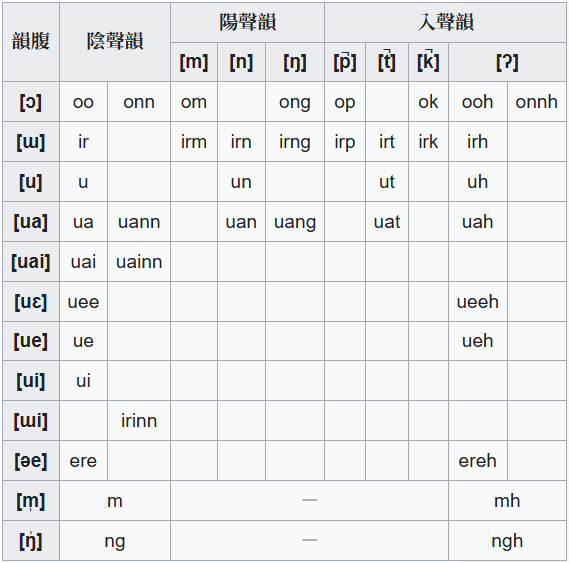 韻腹 陰聲韻 陽聲韻 入聲韻
[m] [n] [ŋ] [p̚] [t̚] [k̚] [ʔ]
[ɔ] oo onn om ong op ok ooh onnh
[ɯ] ir irm irn irng irp irt irk irh
[u] u un ut uh
[ua] ua uann uan uang uat uah
[uai] uai uainn
[uɛ] uee ueeh
[ue] ue ueh
[ui] ui
[ɯi] irinn
[əe] ere ereh
[m̩] m — mh
[ŋ̍] ng — ngh